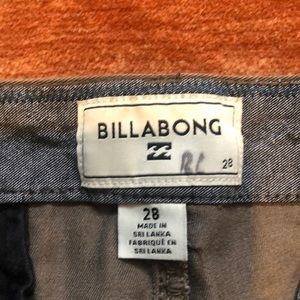 BILLABONG
28
28
MADE IN
SRI LANKA
FABRIQUÉ EN
SRI LANKA